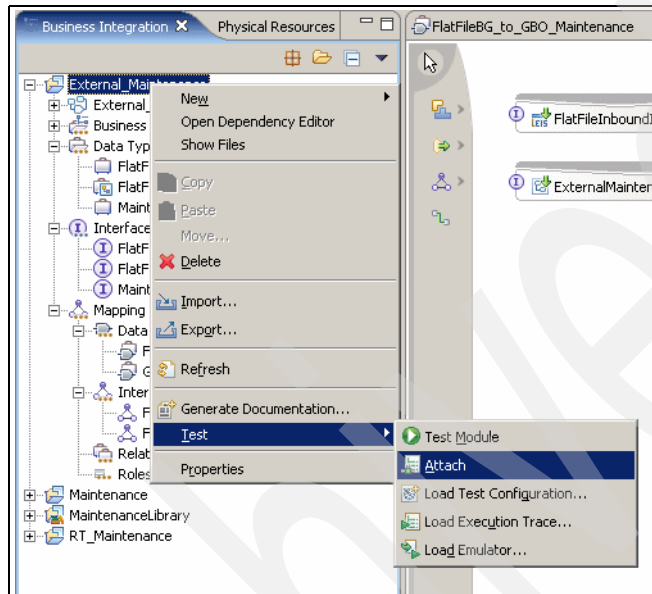 Business Integration
Physical Resources
FlatFileBG_to_GBO_Maintenance
External_Maintenance
External_
Business
Data Typ
FlatF
FlatF
Maint
Interface
FlatF
FlatF
Maint
Mapping
Data
F
G
Inter
F
F
Relat
Roles
Maintenance
MaintenanceLibrary
RT_Maintenance
New
Open Dependency Editor
Show Files
Copy
Paste
Move...
Delete
Import...
Export...
Refresh
Generate Documentation...
Test
Properties
Test Module
Attach
Load Test Configuration...
Load Execution Trace...
Load Emulator...
FlatFileInboundI
ExternalMainten